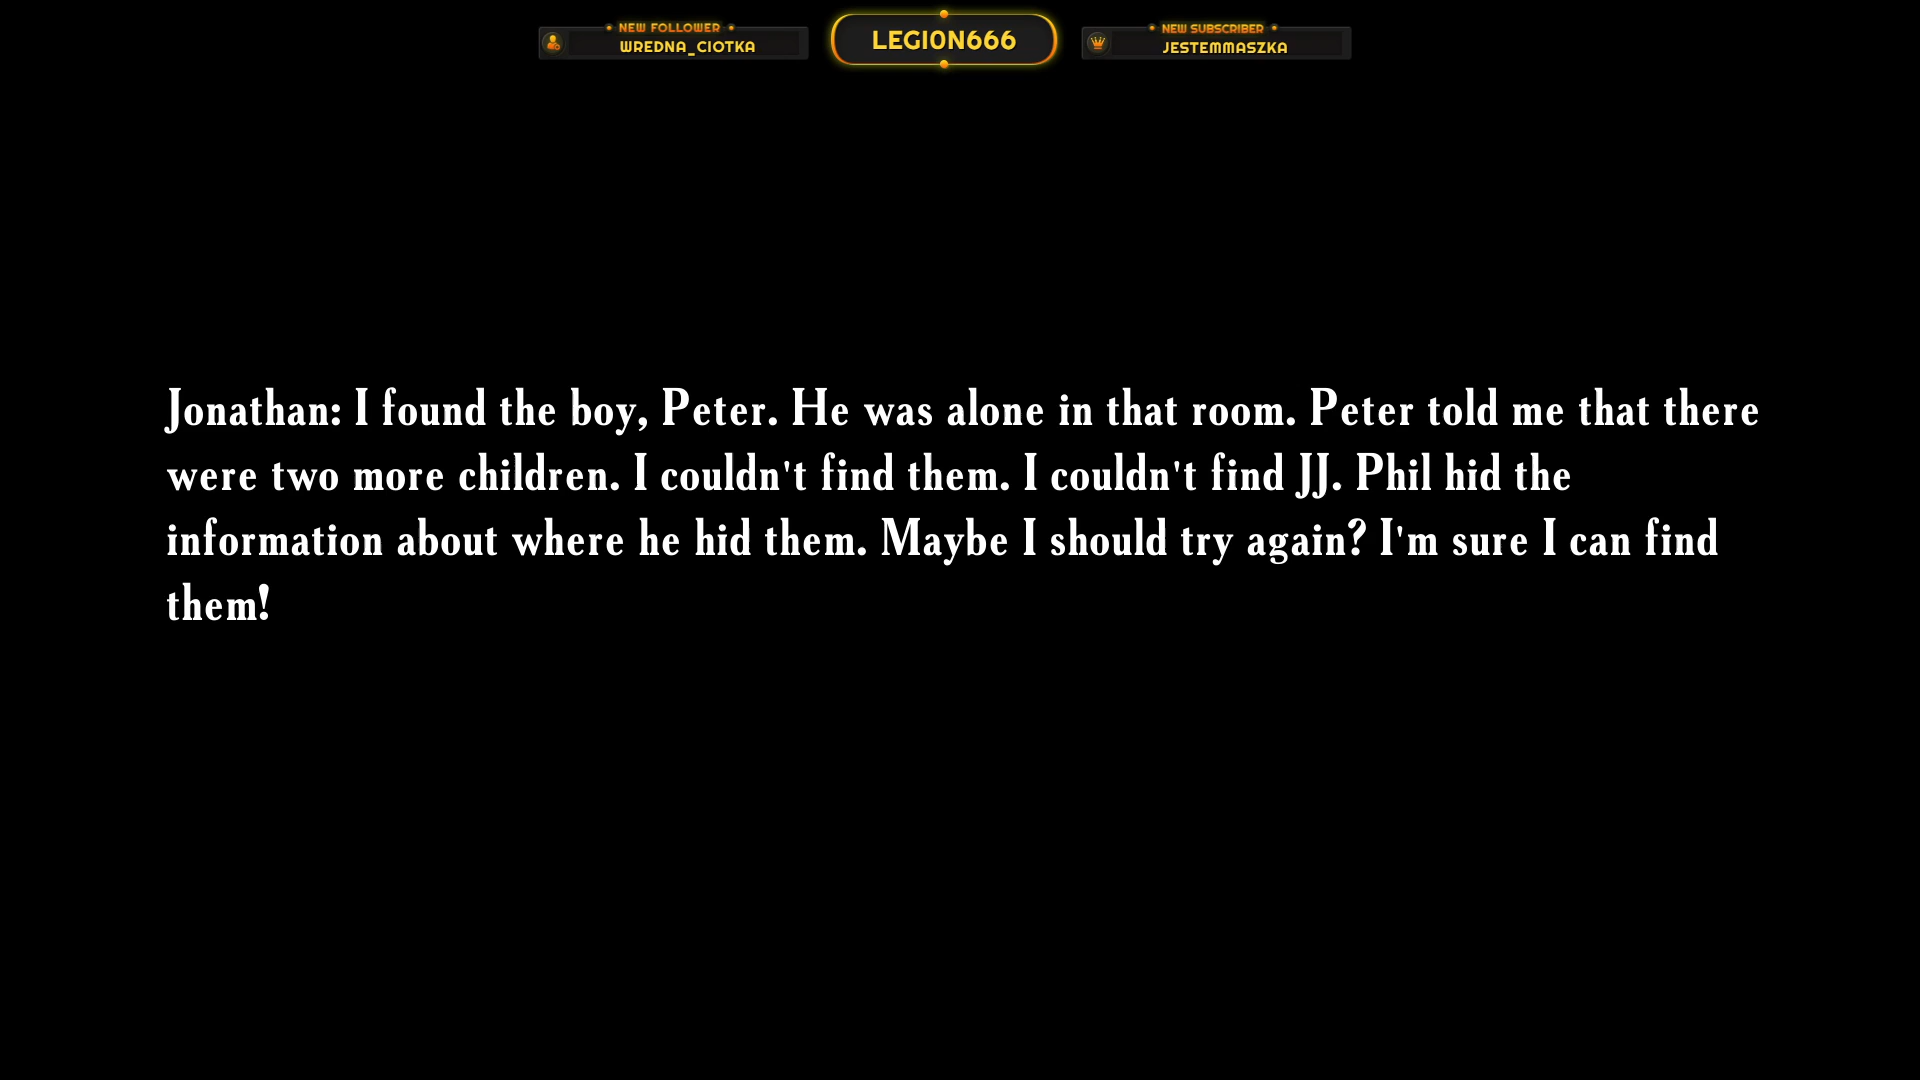 NEW FOLLOWER
WREDNA_CIOTKA
LEGI0N666
NEW SUBSCRIBER
JESTEMMASZKA
Jonathan: I found the boy, Peter. He was alone in that room. Peter told me that there
were two more children. I couldn't find them. I couldn't find JJ. Phil hid the
information about where he hid them. Maybe I should try again? I'm sure I can find
them!